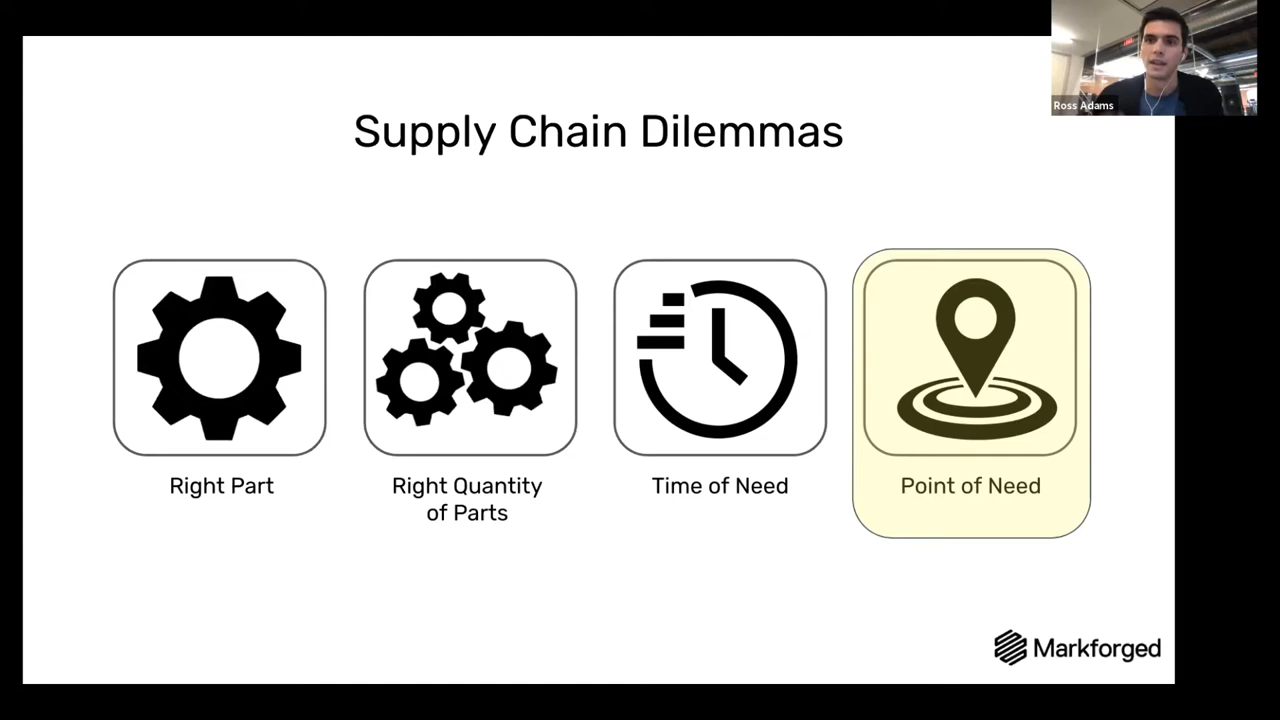 Ross Adams
Supply Chain Dilemmas
Right Part
Right Quantity
of Parts
Time of Need
Point of Need
Markforged